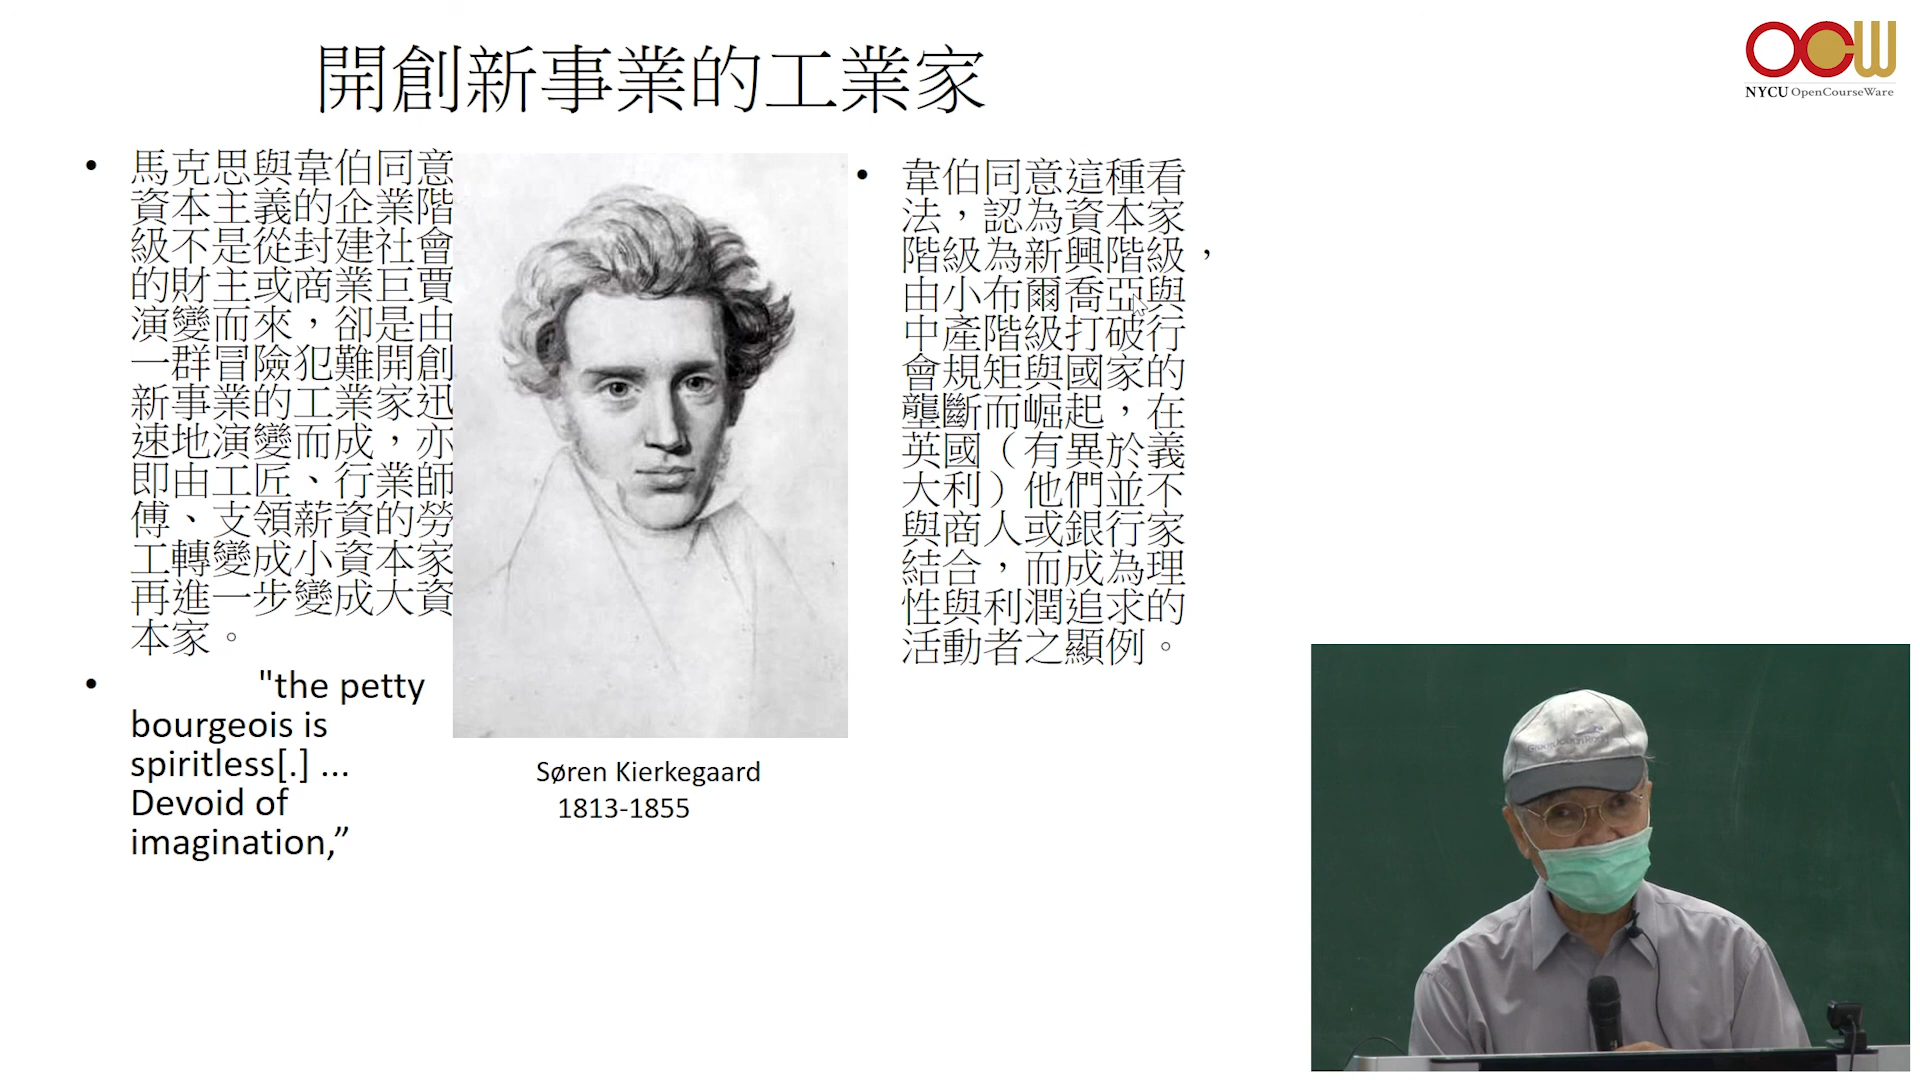 開創新事業的工業家
OCW
NYCU OpenCourseWare
• 馬克思與韋伯同意
資本主義的企業階
級不是從封建社會
的財主或商業巨賈
演變而來，卻是由
一群冒險犯難開創
新事業的工業家迅
速地演變而成，亦
即由工匠、行業師
傅、支領薪資的勞
工轉變成小資本家
再進一步變成大資
本家。
• "the petty
bourgeois is
spiritless[.] ...
Devoid of
imagination,”
Søren Kierkegaard
1813-1855
• 韋伯同意這種看
法，認為資本家
階級為新興階級，
由小布爾喬亞與
中產階級打破行
會規矩與國家的
壟斷而崛起，在
英國（有異於義
大利）他們並不
與商人或銀行家
結合，而成為理
性與利潤追求的
活動者之顯例。